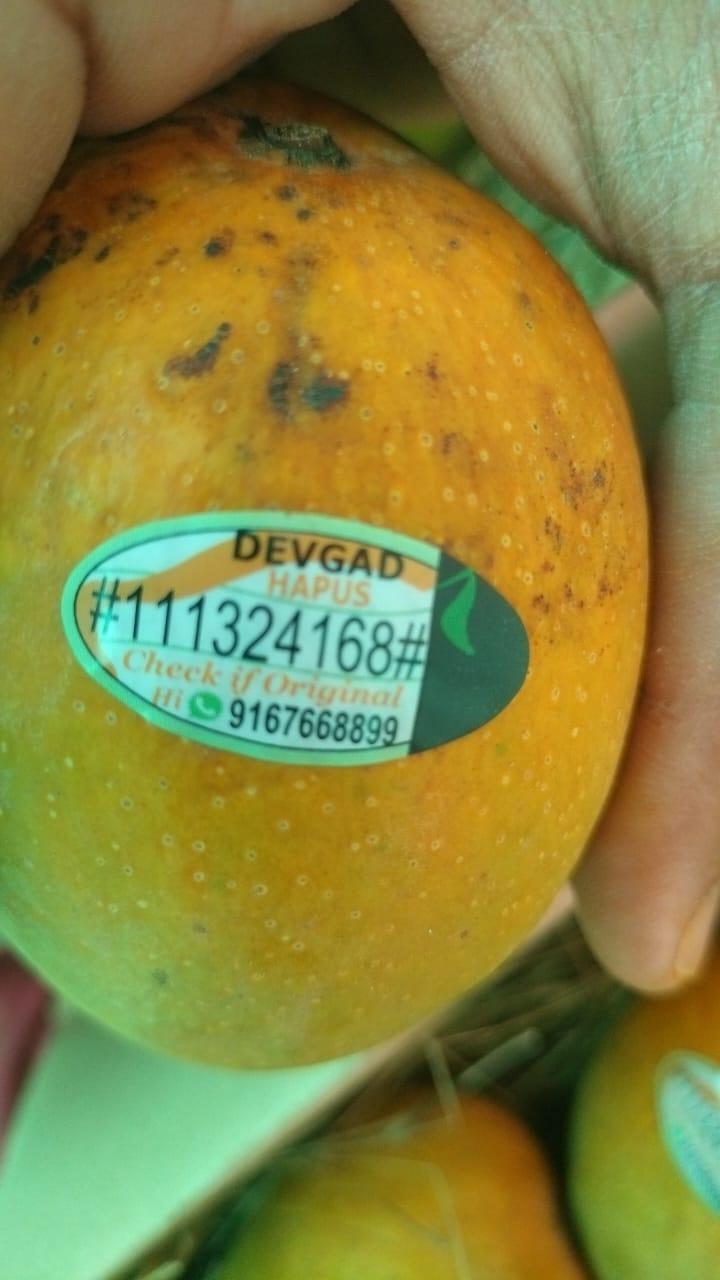 DEVGAD
HAPUS
#111324168#
Check if Original
Hi 9167668899